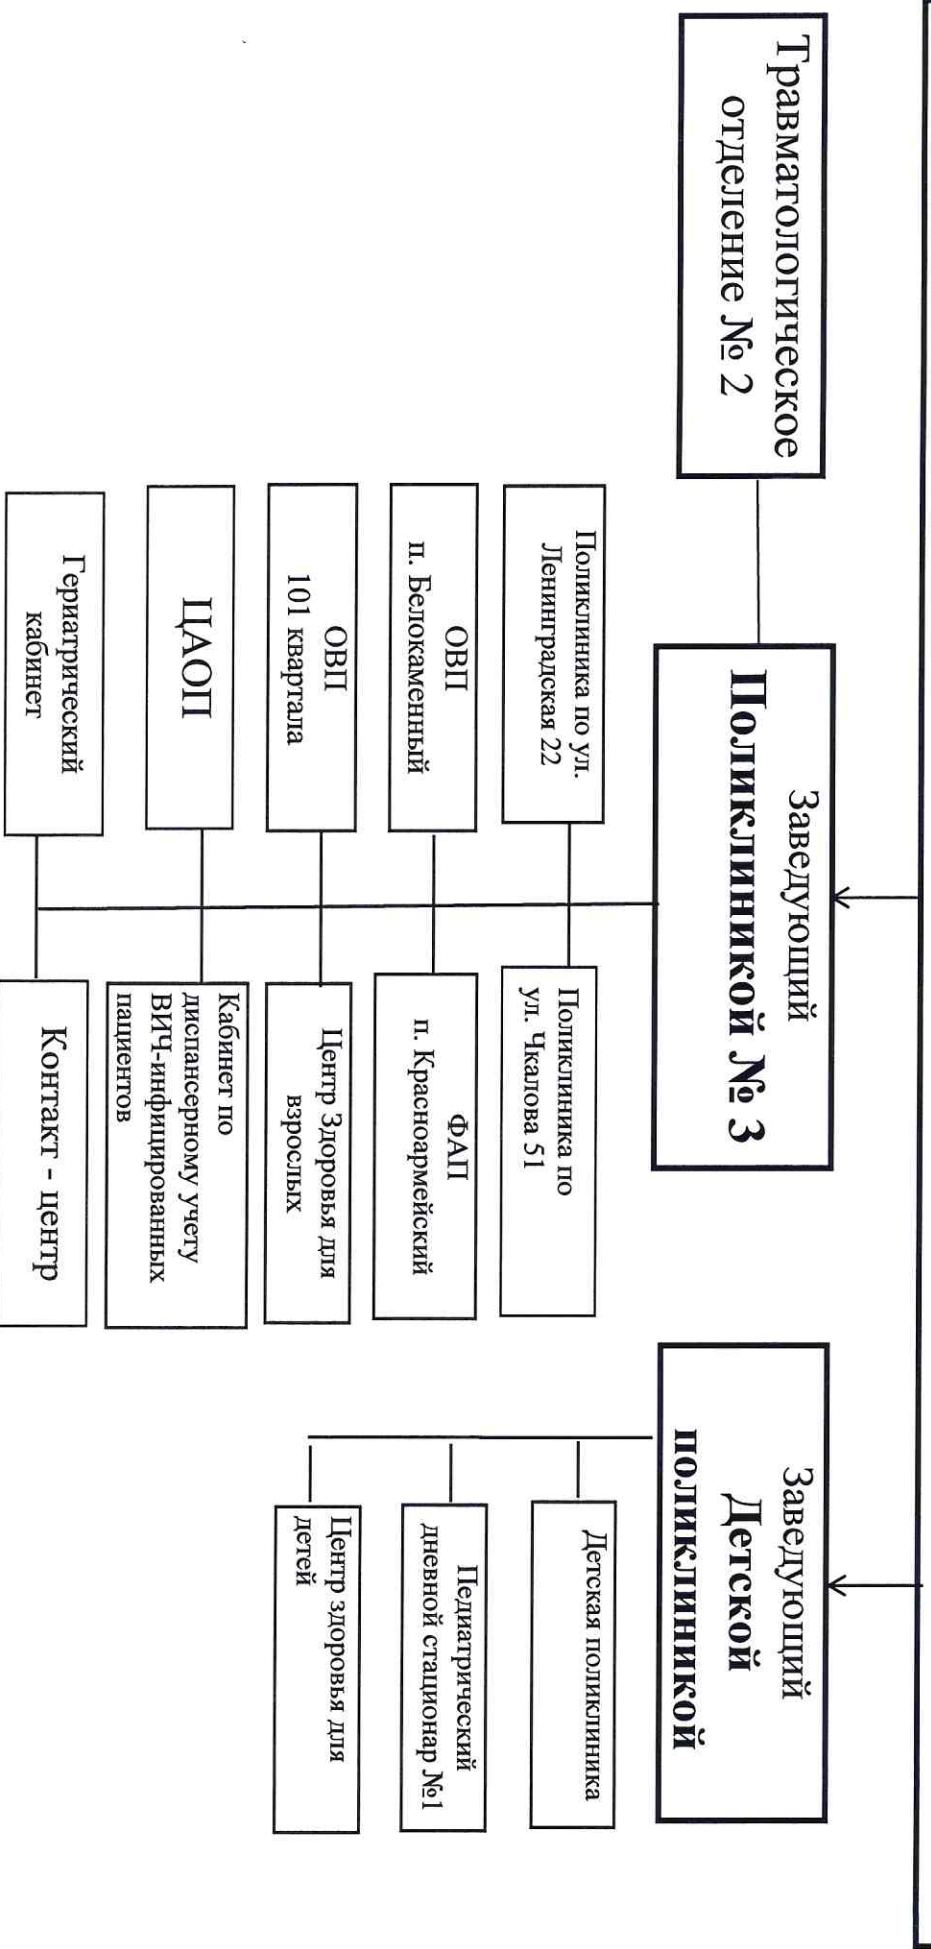 Травматологическое
отделение № 2
Заведующий
Поликлиникой № 3
Заведующий
Детской
поликлиникой
Поликлиника по ул.
Ленинградская 22
Поликлиника по
ул. Чкалова 51
ОВП
п. Белокаменный
ФАП
п. Красноармейский
ОВП
101 квартала
Центр Здоровья для
взрослых
ЦАОП
Кабинет по
диспансерному учету
ВИЧ-инфицированных
пациентов
Гериатрический
кабинет
Контакт - центр
Детская поликлиника
Педиатрический
дневной стационар №1
Центр здоровья для
детей